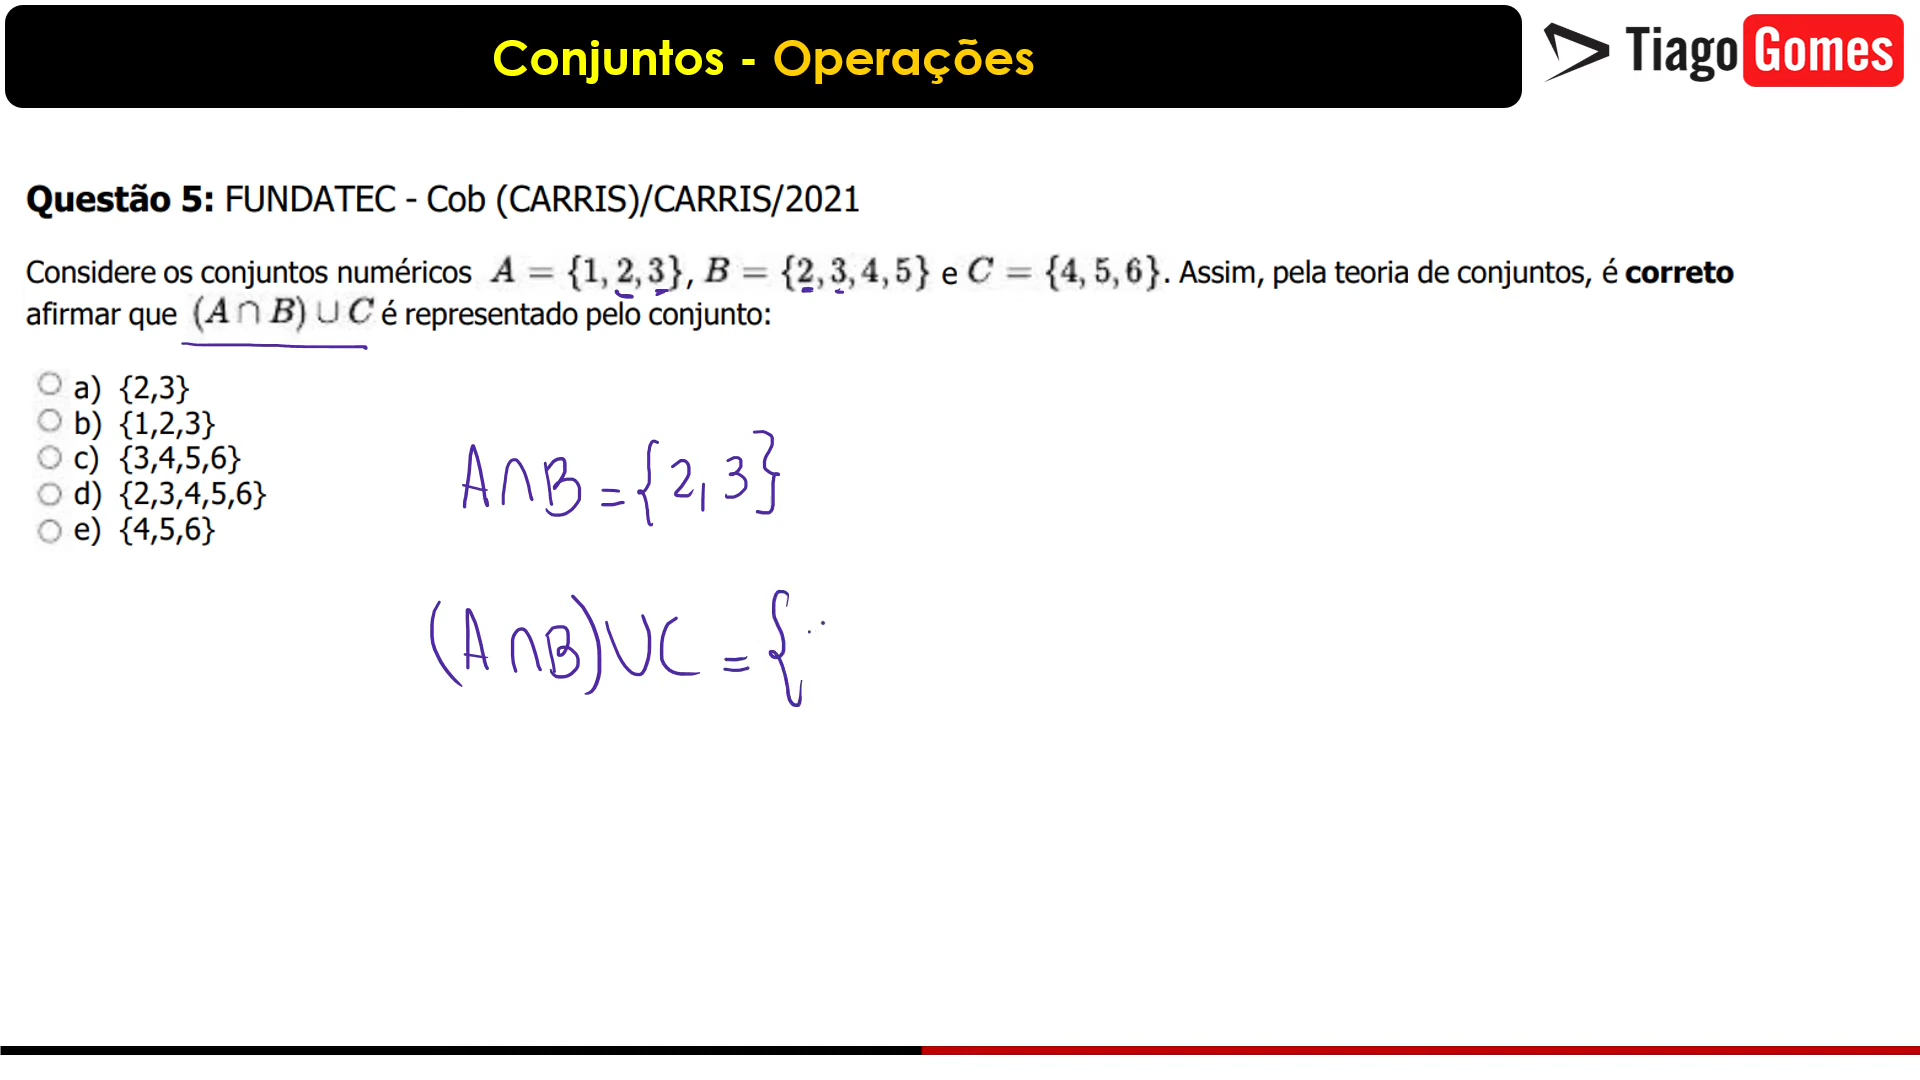 Conjuntos - Operações
Tiago Gomes
Questão 5: FUNDATEC - Cob (CARRIS)/CARRIS/2021
Considere os conjuntos numéricos A = {1, 2, 3}, B = {2, 3, 4, 5} e C = {4, 5, 6}. Assim, pela teoria de conjuntos, é correto
afirmar que (A ∩ B) ∪ C é representado pelo conjunto:
a) {2,3}
b) {1,2,3}
c) {3,4,5,6}
d) {2,3,4,5,6}
e) {4,5,6}
A∩B = {2, 3}
(A∩B)∪C = {